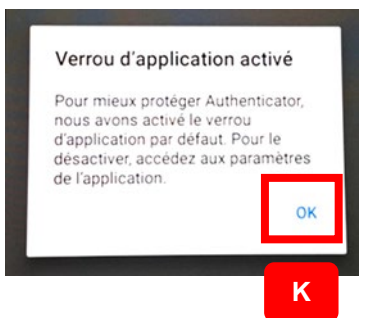 Verrou d'application activé
Pour mieux protéger Authenticator,
nous avons activé le verrou
d'application par défaut. Pour le
désactiver, accédez aux paramètres
de l'application.
OK
K